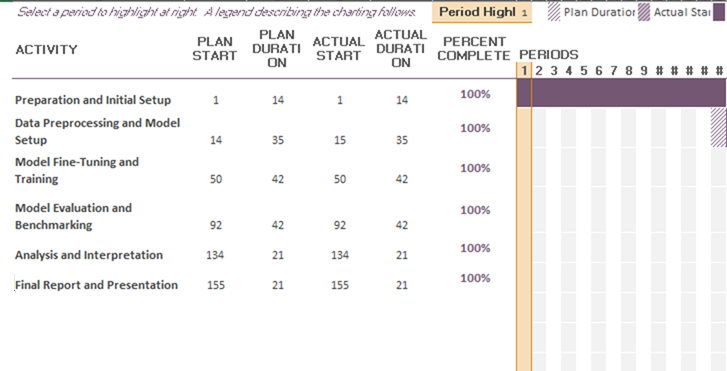 Select a period to highlight at right. A legend describing the charting follows. Period Highl 1 Plan Duration Actual Star
ACTIVITY PLAN START PLAN DURATI ON ACTUAL START ACTUAL DURATI ON PERCENT COMPLETE PERIODS
1 2 3 4 5 6 7 8 9 # # # # #
Preparation and Initial Setup 1 14 1 14 100%
Data Preprocessing and Model
Setup 14 35 15 35 100%
Model Fine-Tuning and
Training 50 42 50 42 100%
Model Evaluation and
Benchmarking 92 42 92 42 100%
Analysis and Interpretation 134 21 134 21 100%
Final Report and Presentation 155 21 155 21 100%